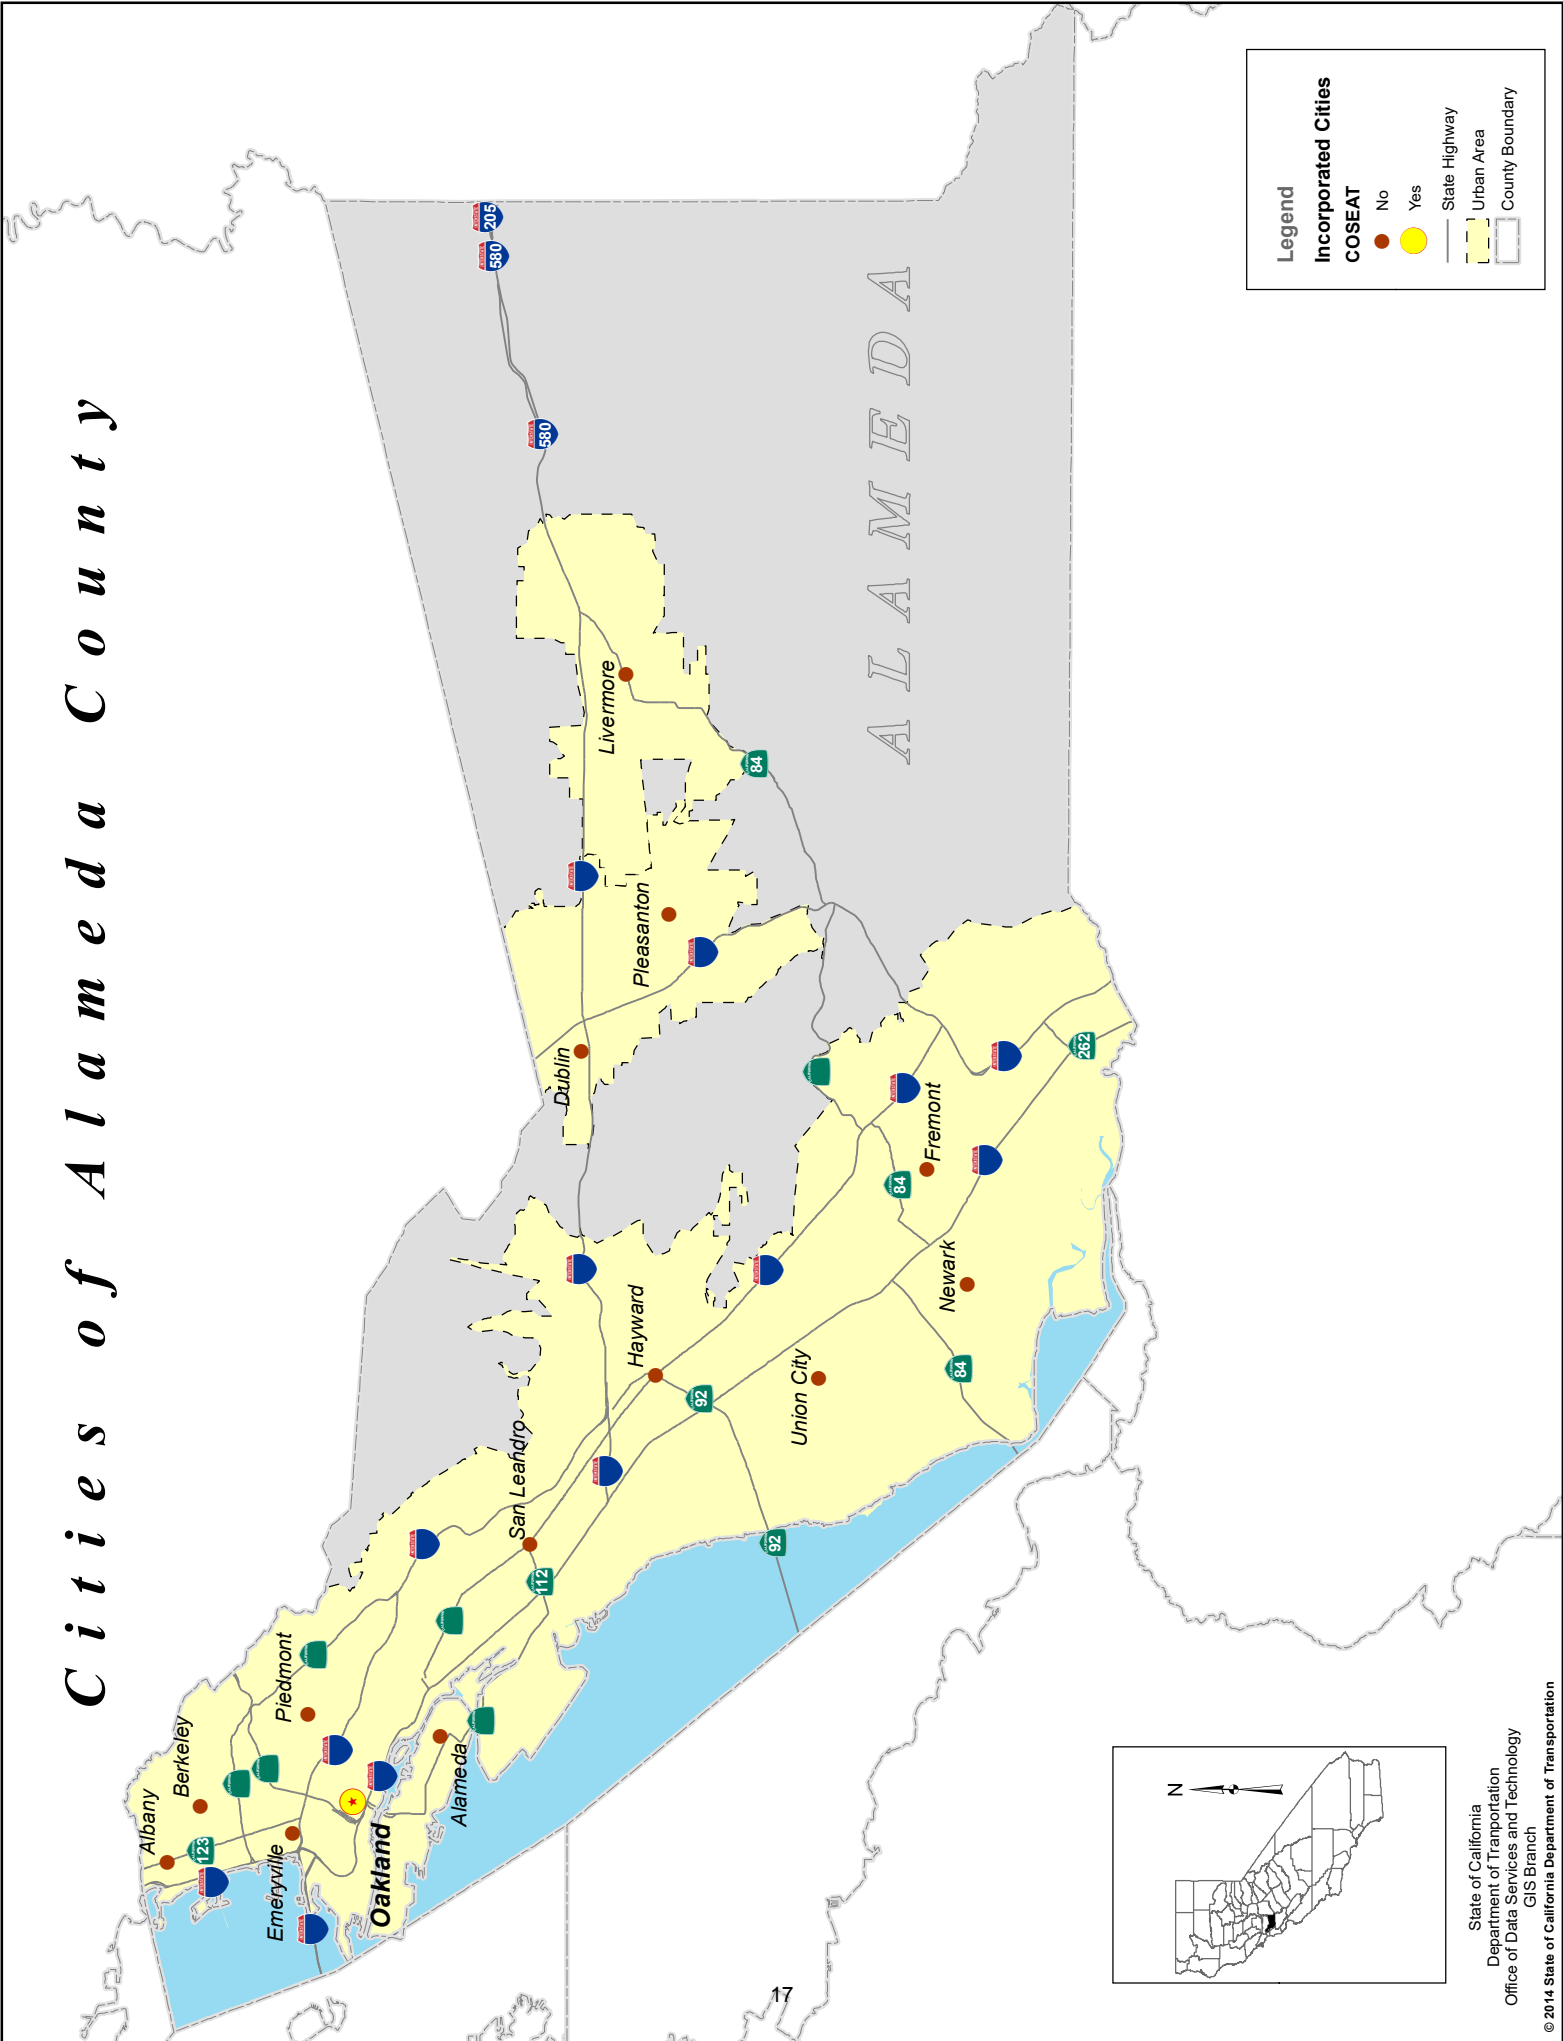 Cities of Alameda County
Albany
Berkeley
Piedmont
Emeryville
Oakland
Alameda
San Leandro
Hayward
Union City
Newark
Fremont
Dublin
Pleasanton
Livermore
ALAMEDA
123
112
92
92
84
84
84
262
580
580
205
Legend
Incorporated Cities
COSEAT
No
Yes
State Highway
Urban Area
County Boundary
N
State of California
Department of Tranportation
Office of Data Services and Technology
GIS Branch
© 2014 State of California Department of Transportation
17